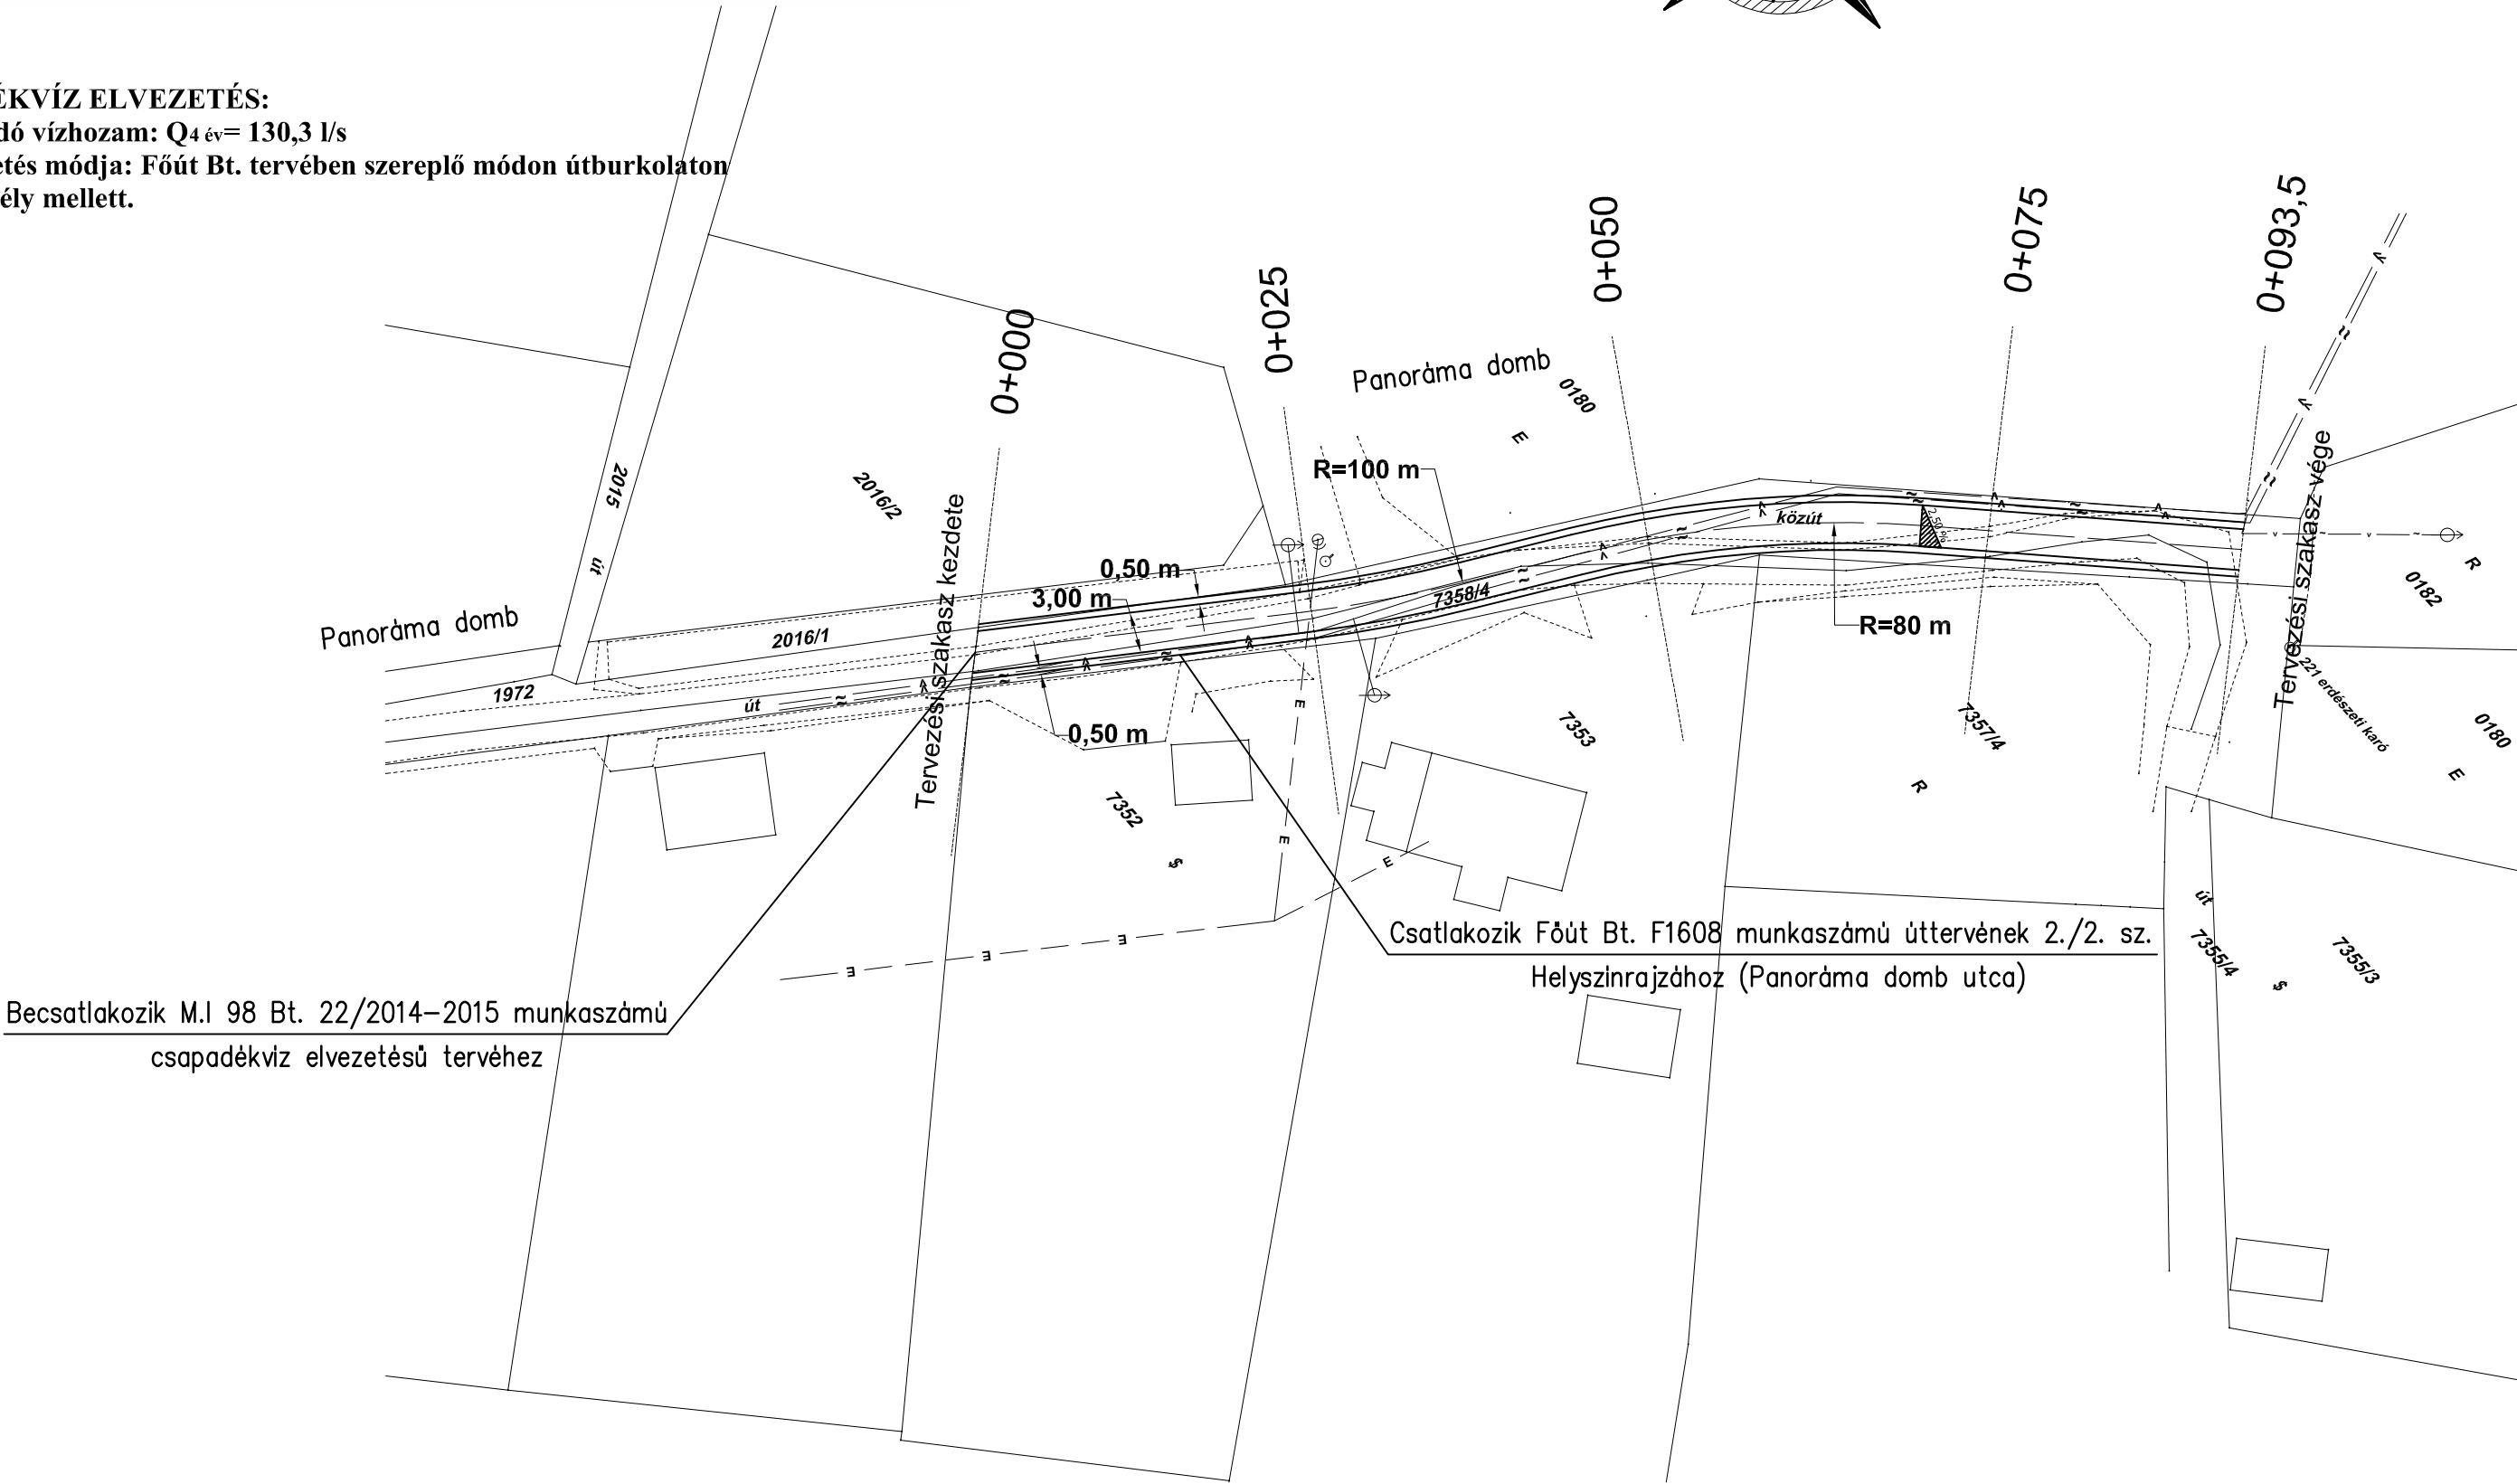 ÉKVÍZ ELVEZETÉS:
dó vízhozam: Q4 év= 130,3 l/s
etés módja: Főút Bt. tervében szereplő módon útburkolaton
ély mellett.
0+000
0+025
0+050
0+075
0+093,5
Panoráma domb
0180
E
R=100 m
2015
út
2016/2
Tervezési szakasz kezdete
közút
2,50 %
Tervezési szakasz vége
R
0182
0,50 m
3,00 m
7358/4
R=80 m
Panoráma domb
2016/1
1972
út
0,50 m
221 erdészeti karó
0180
E
7353
7357/4
R
7352
$
E
E
E
E
E
E
út
7355/4
$
7355/3
Csatlakozik Főút Bt. F1608 munkaszámú úttervének 2./2. sz.
Helyszínrajzához (Panoráma domb utca)
Becsatlakozik M.I 98 Bt. 22/2014-2015 munkaszámú
csapadékvíz elvezetésű tervéhez